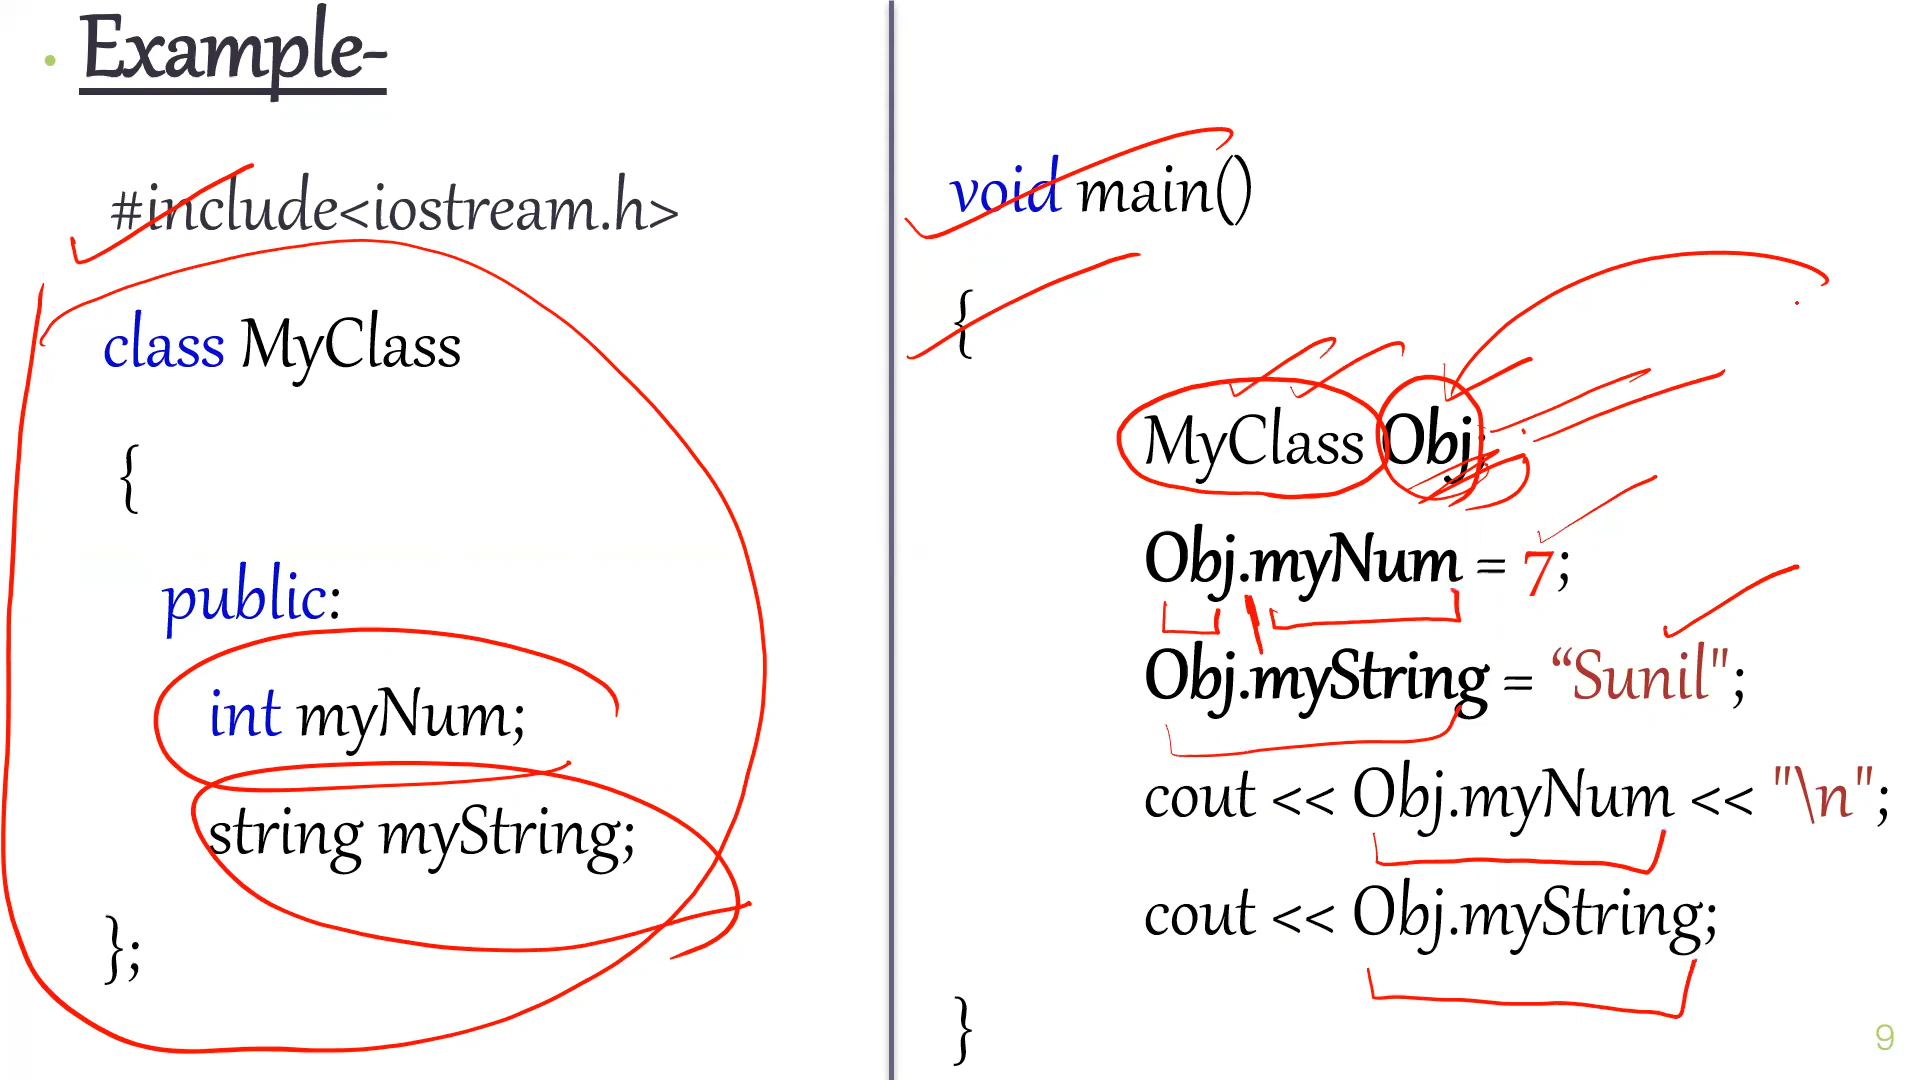 • Example-
#include<iostream.h>
class MyClass
{
public:
int myNum;
string myString;
};
void main()
{
MyClass Obj;
Obj.myNum = 7;
Obj.myString = “Sunil";
cout << Obj.myNum << "\n";
cout << Obj.myString;
}
9